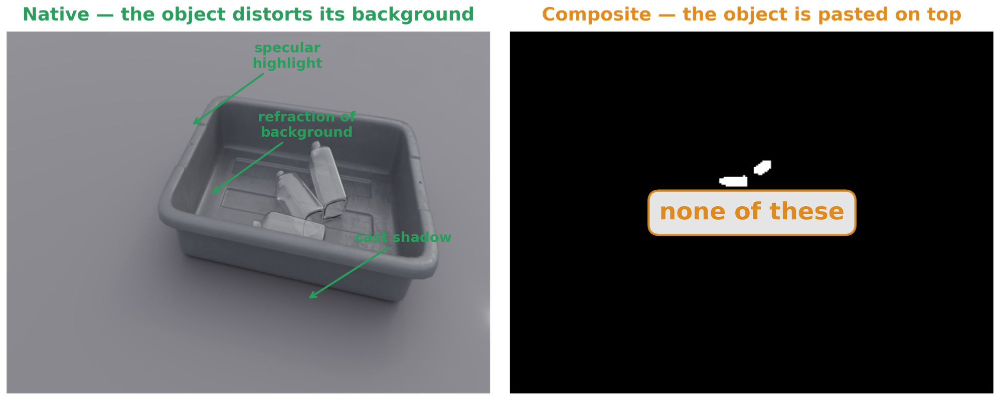 Native — the object distorts its background
Composite — the object is pasted on top
specular
highlight
refraction of
background
cast shadow
none of these